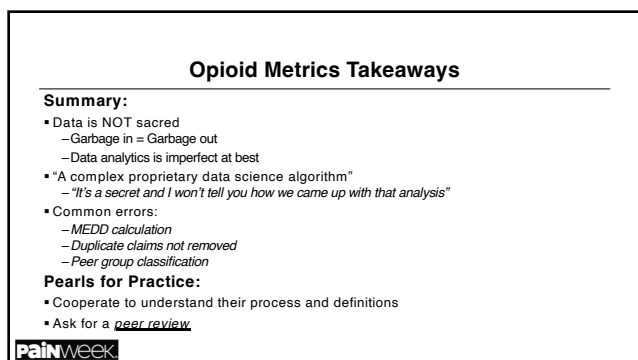 Opioid Metrics Takeaways
Summary:
▪ Data is NOT sacred
–Garbage in = Garbage out
–Data analytics is imperfect at best
▪ “A complex proprietary data science algorithm”
–“It’s a secret and I won’t tell you how we came up with that analysis”
▪ Common errors:
–MEDD calculation
–Duplicate claims not removed
–Peer group classification
Pearls for Practice:
▪ Cooperate to understand their process and definitions
▪ Ask for a peer review
PAINWEEK.